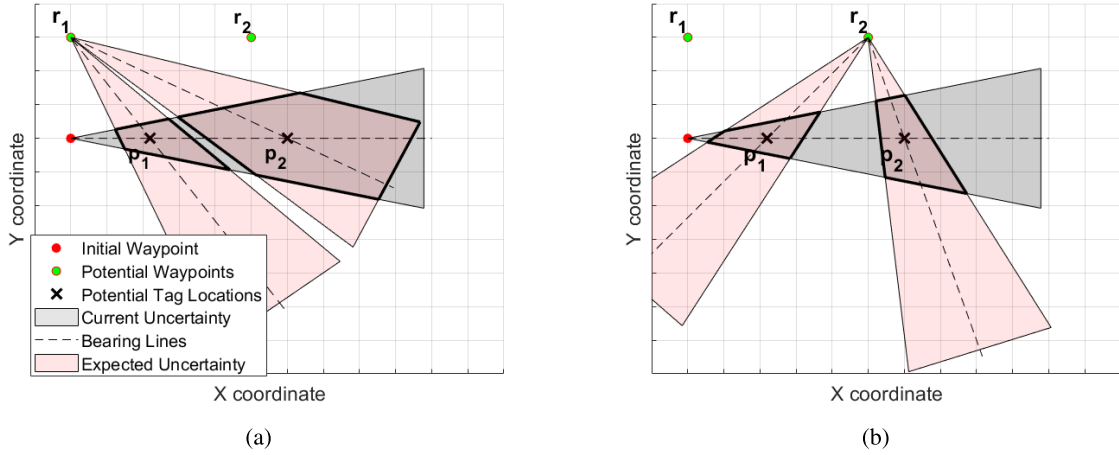 r1
r2
p1
p2
Y coordinate
Initial Waypoint
Potential Waypoints
Potential Tag Locations
Current Uncertainty
Bearing Lines
Expected Uncertainty
X coordinate
(a)
r1
r2
p1
p2
Y coordinate
X coordinate
(b)